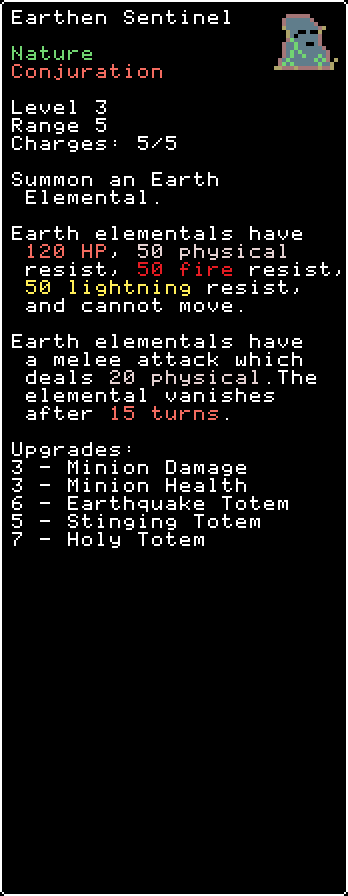 Earthen Sentinel
Nature
Conjuration
Level 3
Range 5
Charges: 5/5
Summon an Earth
Elemental.
Earth elementals have
120 HP, 50 physical
resist, 50 fire resist,
50 lightning resist,
and cannot move.
Earth elementals have
a melee attack which
deals 20 physical.The
elemental vanishes
after 15 turns.
Upgrades:
3 - Minion Damage
3 - Minion Health
6 - Earthquake Totem
5 - Stinging Totem
7 - Holy Totem